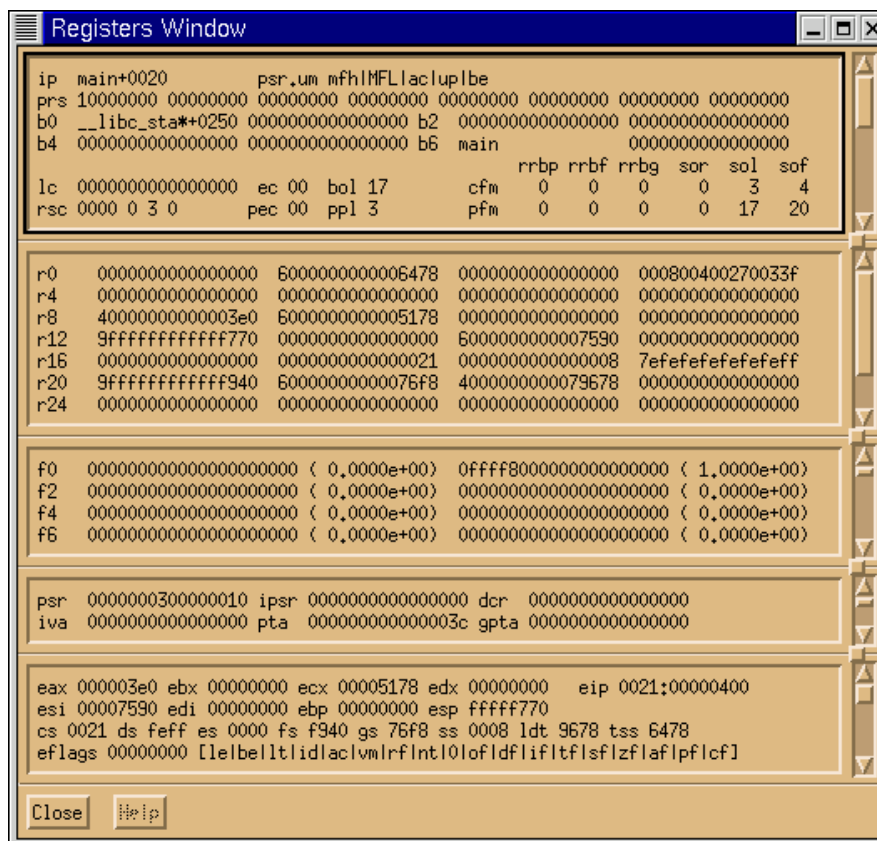 Registers Window
ip main+0020 psr.um mfh|MFL|ac|up|be
prs 10000000 00000000 00000000 00000000 00000000 00000000 00000000 00000000
b0 __libc_sta*+0250 0000000000000000 b2 0000000000000000 0000000000000000
b4 0000000000000000 0000000000000000 b6 main 0000000000000000
rrbp rrbf rrbg sor sol sof
lc 0000000000000000 ec 00 bol 17 cfm 0 0 0 0 3 4
rsc 0000 0 3 0 pec 00 ppl 3 pfm 0 0 0 0 17 20
r0 0000000000000000 6000000000006478 0000000000000000 000800400270033f
r4 0000000000000000 0000000000000000 0000000000000000 0000000000000000
r8 40000000000003e0 6000000000005178 0000000000000000 0000000000000000
r12 9ffffffffffff770 0000000000000000 6000000000007590 0000000000000000
r16 0000000000000000 0000000000000021 0000000000000008 7efefefefefefeff
r20 9ffffffffffff940 60000000000076f8 4000000000079678 0000000000000000
r24 0000000000000000 0000000000000000 0000000000000000 0000000000000000
f0 000000000000000000000 ( 0.0000e+00) 0ffff8000000000000000 ( 1.0000e+00)
f2 000000000000000000000 ( 0.0000e+00) 000000000000000000000 ( 0.0000e+00)
f4 000000000000000000000 ( 0.0000e+00) 000000000000000000000 ( 0.0000e+00)
f6 000000000000000000000 ( 0.0000e+00) 000000000000000000000 ( 0.0000e+00)
psr 0000000300000010 ipsr 0000000000000000 dcr 0000000000000000
iva 0000000000000000 pta 000000000000003c gpta 0000000000000000
eax 000003e0 ebx 00000000 ecx 00005178 edx 00000000 eip 0021:00000400
esi 00007590 edi 00000000 ebp 00000000 esp fffff770
cs 0021 ds feff es 0000 fs f940 gs 76f8 ss 0008 ldt 9678 tss 6478
eflags 00000000 [le|be|lt|id|ac|vm|rf|nt|0|of|df|if|tf|sf|zf|af|pf|cf]
Close Help